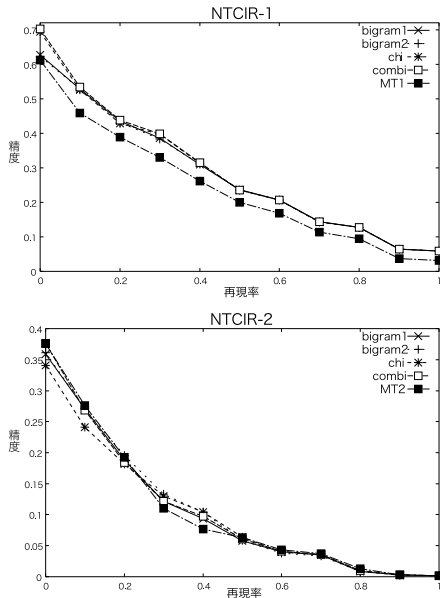 NTCIR-1
0.7
0.6
0.5
0.4
0.3
0.2
0.1
0
精度
bigram1
bigram2
chi
combi
MT1
0 0.2 0.4 0.6 0.8 1
再現率
NTCIR-2
0.4
0.35
0.3
0.25
0.2
0.15
0.1
0.05
0
精度
bigram1
bigram2
chi
combi
MT2
0 0.2 0.4 0.6 0.8 1
再現率